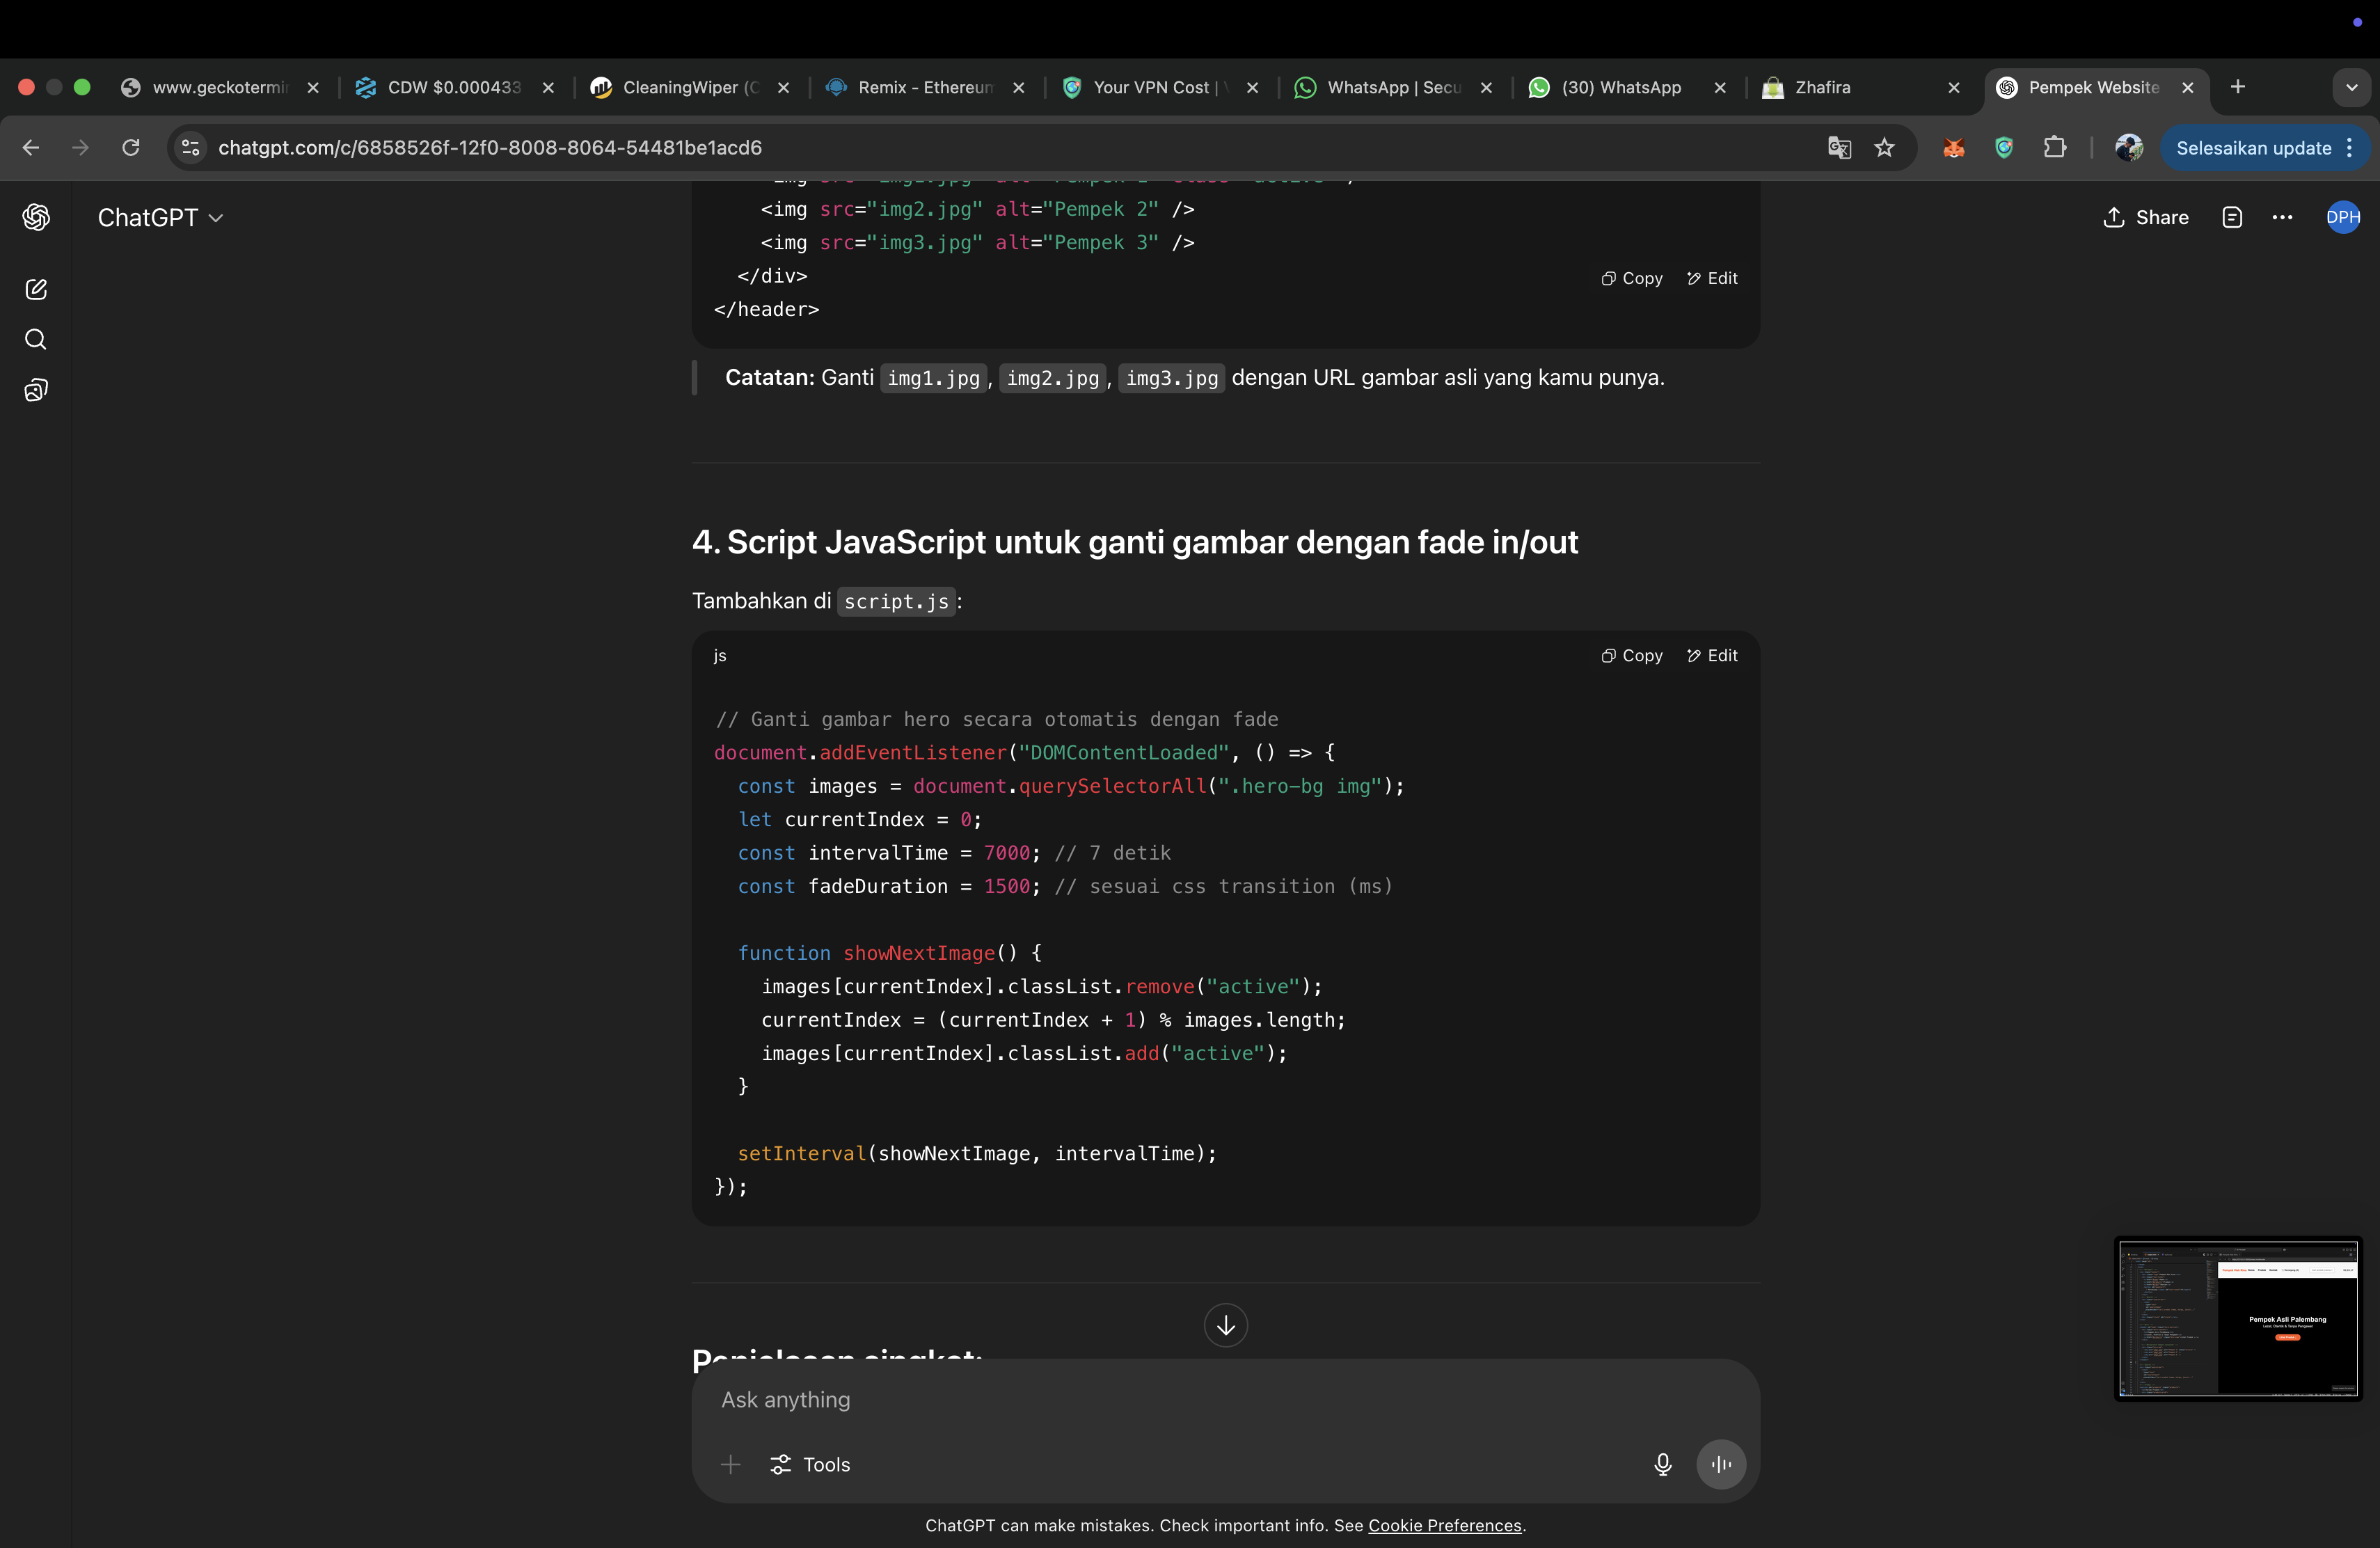 www.geckotermi
CDW $0.000433
CleaningWiper (C
Remix - Ethereum
Your VPN Cost |
WhatsApp | Secu
(30) WhatsApp
Zhafira
Pempek Website
chatgpt.com/c/6858526f-12f0-8008-8064-54481be1acd6
Selesaikan update
ChatGPT
Share
DPH
<img src="img2.jpg" alt="Pempek 2" />
<img src="img3.jpg" alt="Pempek 3" />
</div>
Copy Edit
</header>
Catatan: Ganti img1.jpg, img2.jpg, img3.jpg dengan URL gambar asli yang kamu punya.
4. Script JavaScript untuk ganti gambar dengan fade in/out
Tambahkan di script.js:
js
Copy Edit
// Ganti gambar hero secara otomatis dengan fade
document.addEventListener("DOMContentLoaded", () => {
const images = document.querySelectorAll(".hero-bg img");
let currentIndex = 0;
const intervalTime = 7000; // 7 detik
const fadeDuration = 1500; // sesuai css transition (ms)
function showNextImage() {
images[currentIndex].classList.remove("active");
currentIndex = (currentIndex + 1) % images.length;
images[currentIndex].classList.add("active");
}
setInterval(showNextImage, intervalTime);
});
Penjelasan singkat:
Pempek Asli Palembang
Ask anything
Tools
ChatGPT can make mistakes. Check important info. See Cookie Preferences.